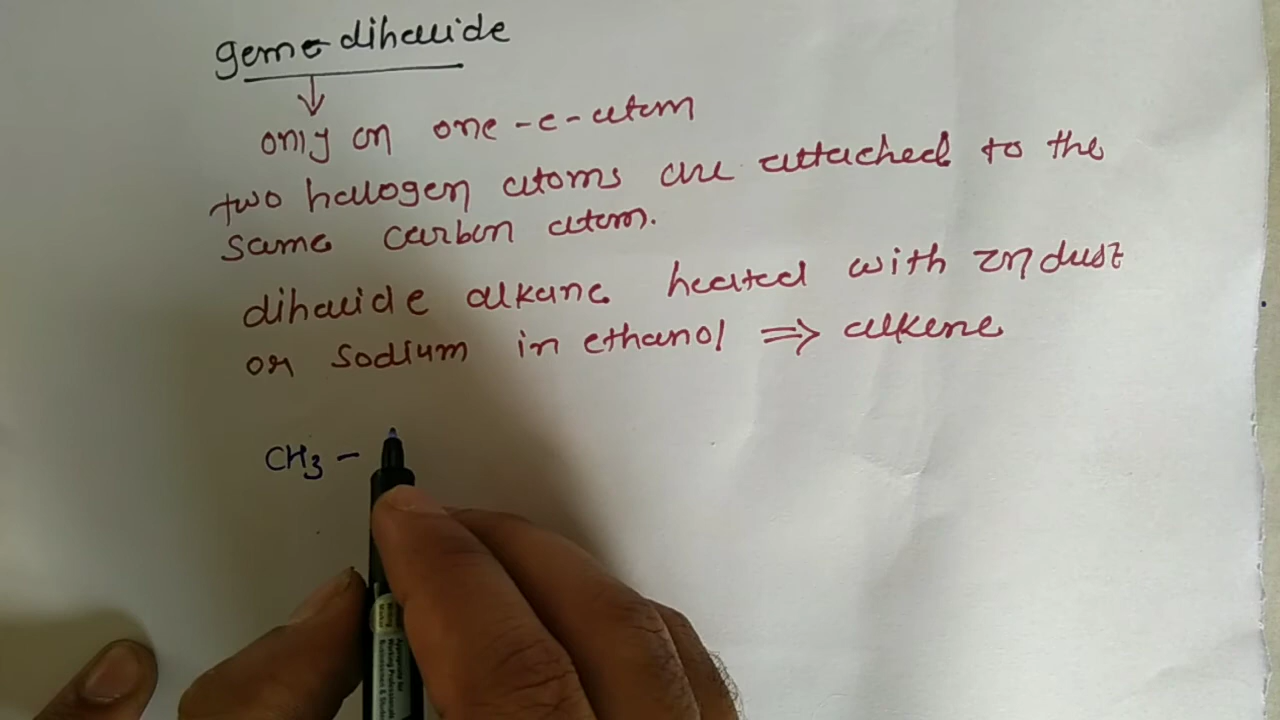 geme dihalide
only on one-c-atom
two halogen atoms are attached to the
same carbon atom.
dihalide alkane heated with zn dust
or sodium in ethanol ⇒ alkene
CH3 -